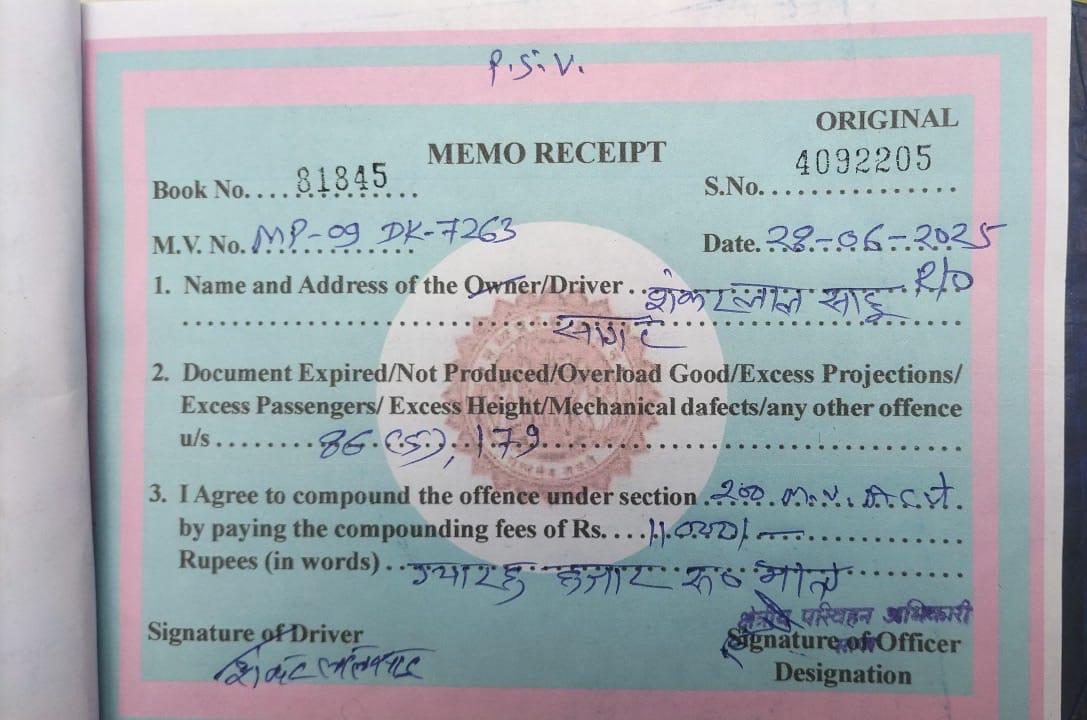 P.S.V.
ORIGINAL
MEMO RECEIPT
4092205
Book No.... 81845
S.No.
M.V. No. MP-09 DK-7263
Date. 28-06-2025
1. Name and Address of the Owner/Driver .. शंकरलाल साहू R/o
सागर
2. Document Expired/Not Produced/Overload Good/Excess Projections/
Excess Passengers/ Excess Height/Mechanical dafects/any other offence
u/s ........ 86 (5), 179
3. I Agree to compound the offence under section . 200 M.V. Act.
by paying the compounding fees of Rs.... 11000/-
Rupees (in words) .. ग्यारह हजार रू० मात्र
क्षेत्रीय परिवहन अधिकारी
Signature of Driver
Signature of Officer
Designation